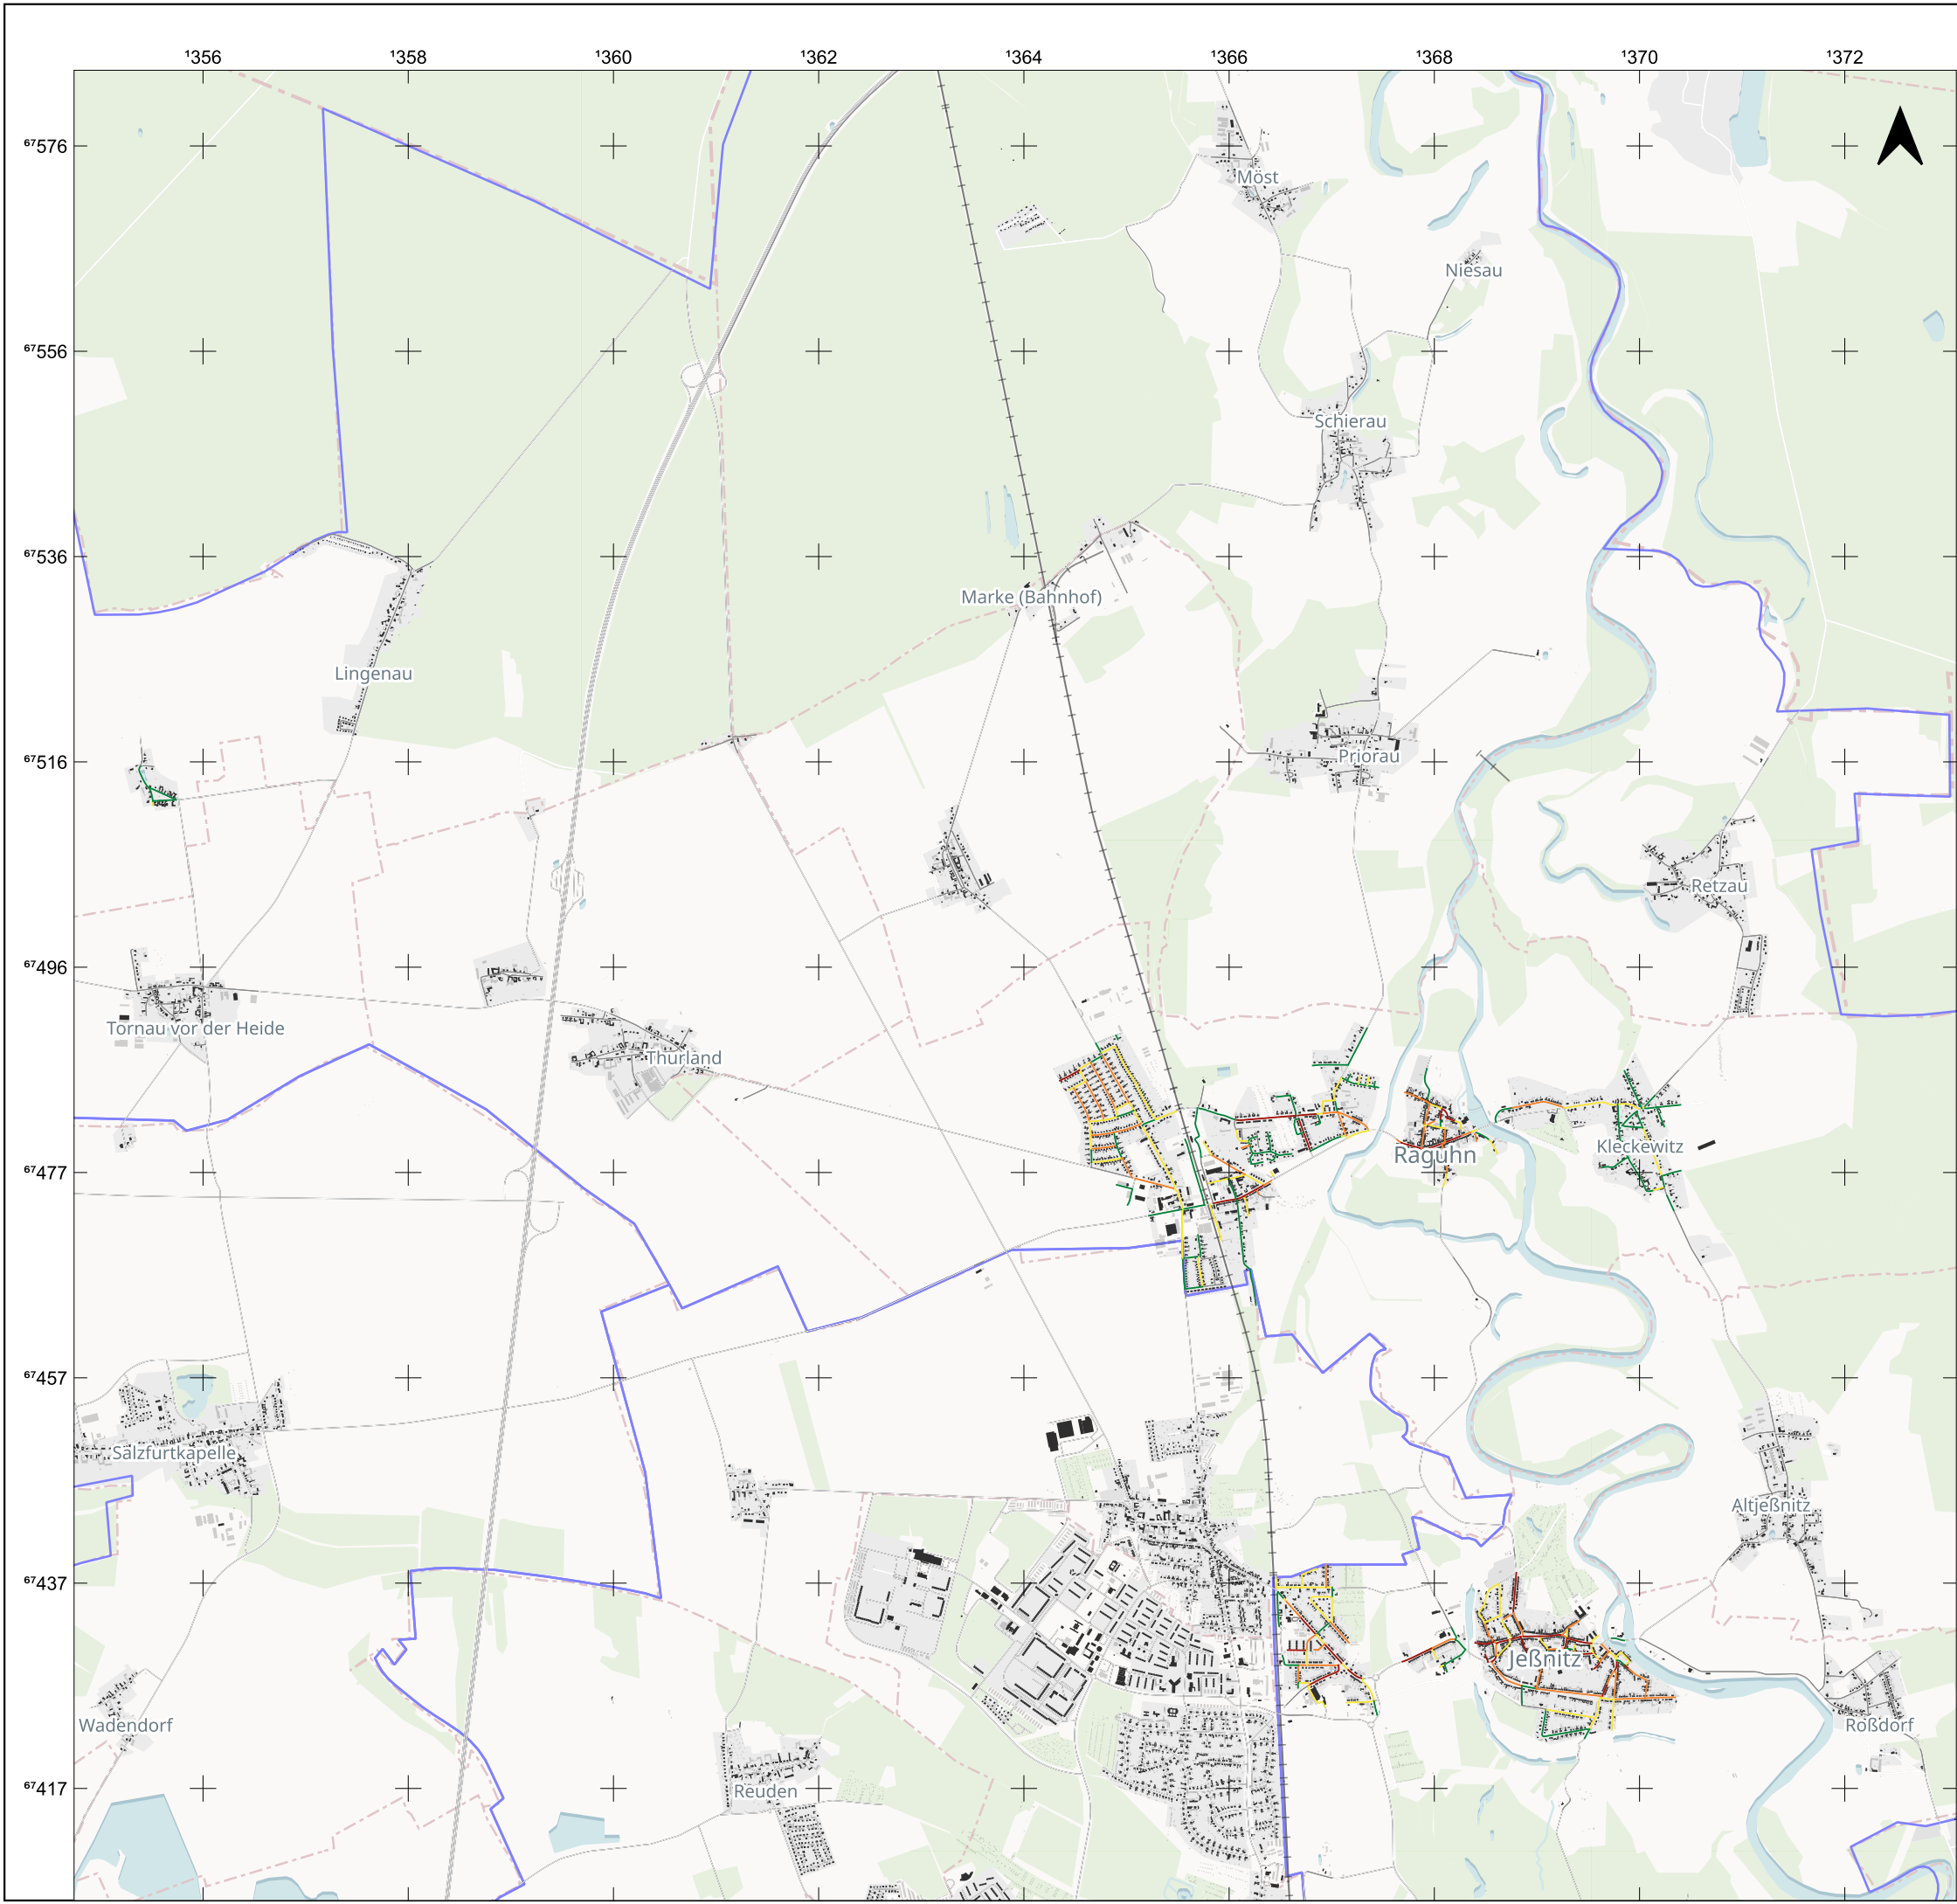 ¹356 ¹358 ¹360 ¹362 ¹364 ¹366 ¹368 ¹370 ¹372
⁶⁷576
Möst
Niesau
⁶⁷556
Schierau
⁶⁷536
Marke (Bahnhof)
Lingenau
⁶⁷516
Priorau
Retzau
⁶⁷496
Tornau vor der Heide
Thurland
Kleckewitz
Raguhn
⁶⁷477
⁶⁷457
Salzfurtkapelle
Altjeßnitz
⁶⁷437
Jeßnitz
Wadendorf
Roßdorf
⁶⁷417
Reuden